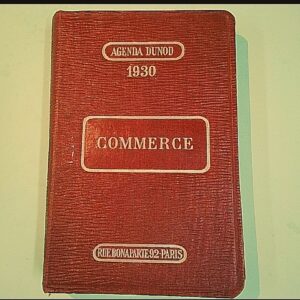 AGENDA DUNOD
1930
COMMERCE
RUE BONAPARTE 92 - PARIS